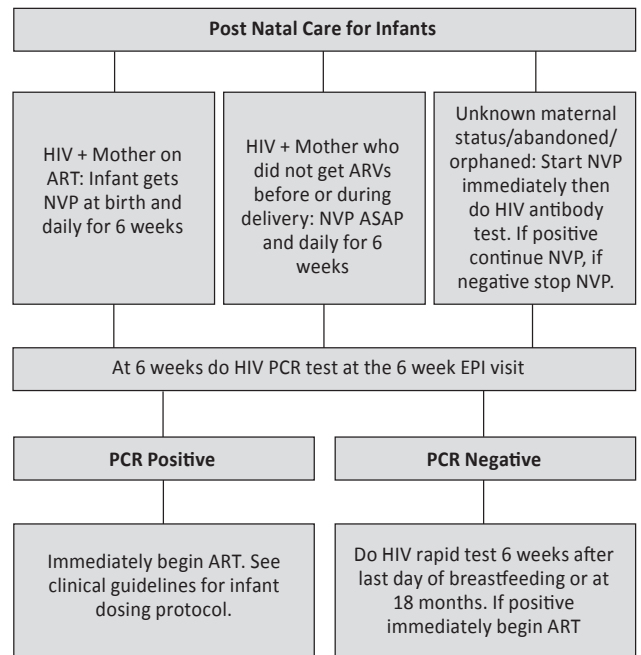 Post Natal Care for Infants
HIV + Mother on
ART: Infant gets
NVP at birth and
daily for 6 weeks
HIV + Mother who
did not get ARVs
before or during
delivery: NVP ASAP
and daily for 6
weeks
Unknown maternal
status/abandoned/
orphaned: Start NVP
immediately then
do HIV antibody
test. If positive
continue NVP, if
negative stop NVP.
At 6 weeks do HIV PCR test at the 6 week EPI visit
PCR Positive
PCR Negative
Immediately begin ART. See
clinical guidelines for infant
dosing protocol.
Do HIV rapid test 6 weeks after
last day of breastfeeding or at
18 months. If positive
immediately begin ART